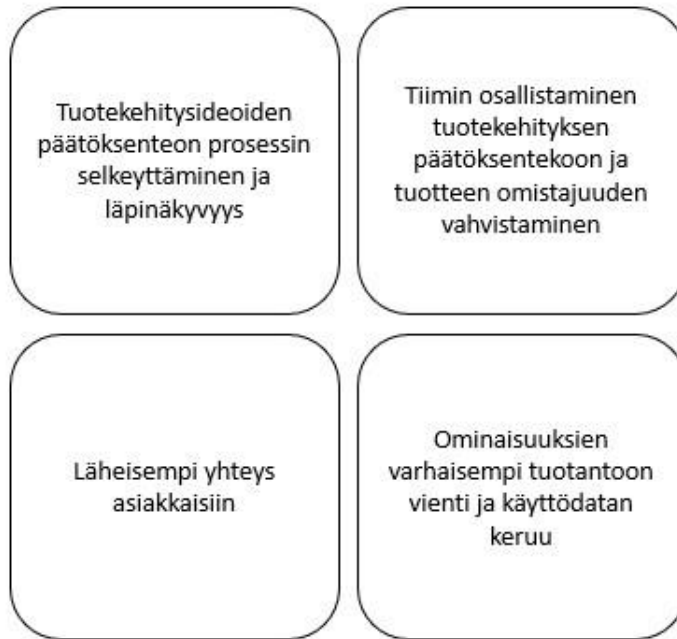 Tuotekehitysideoiden
päätöksenteon prosessin
selkeyttäminen ja
läpinäkyvyys
Tiimin osallistaminen
tuotekehityksen
päätöksentekoon ja
tuotteen omistajuuden
vahvistaminen
Läheisempi yhteys
asiakkaisiin
Ominaisuuksien
varhaisempi tuotantoon
vienti ja käyttödatan
keruu